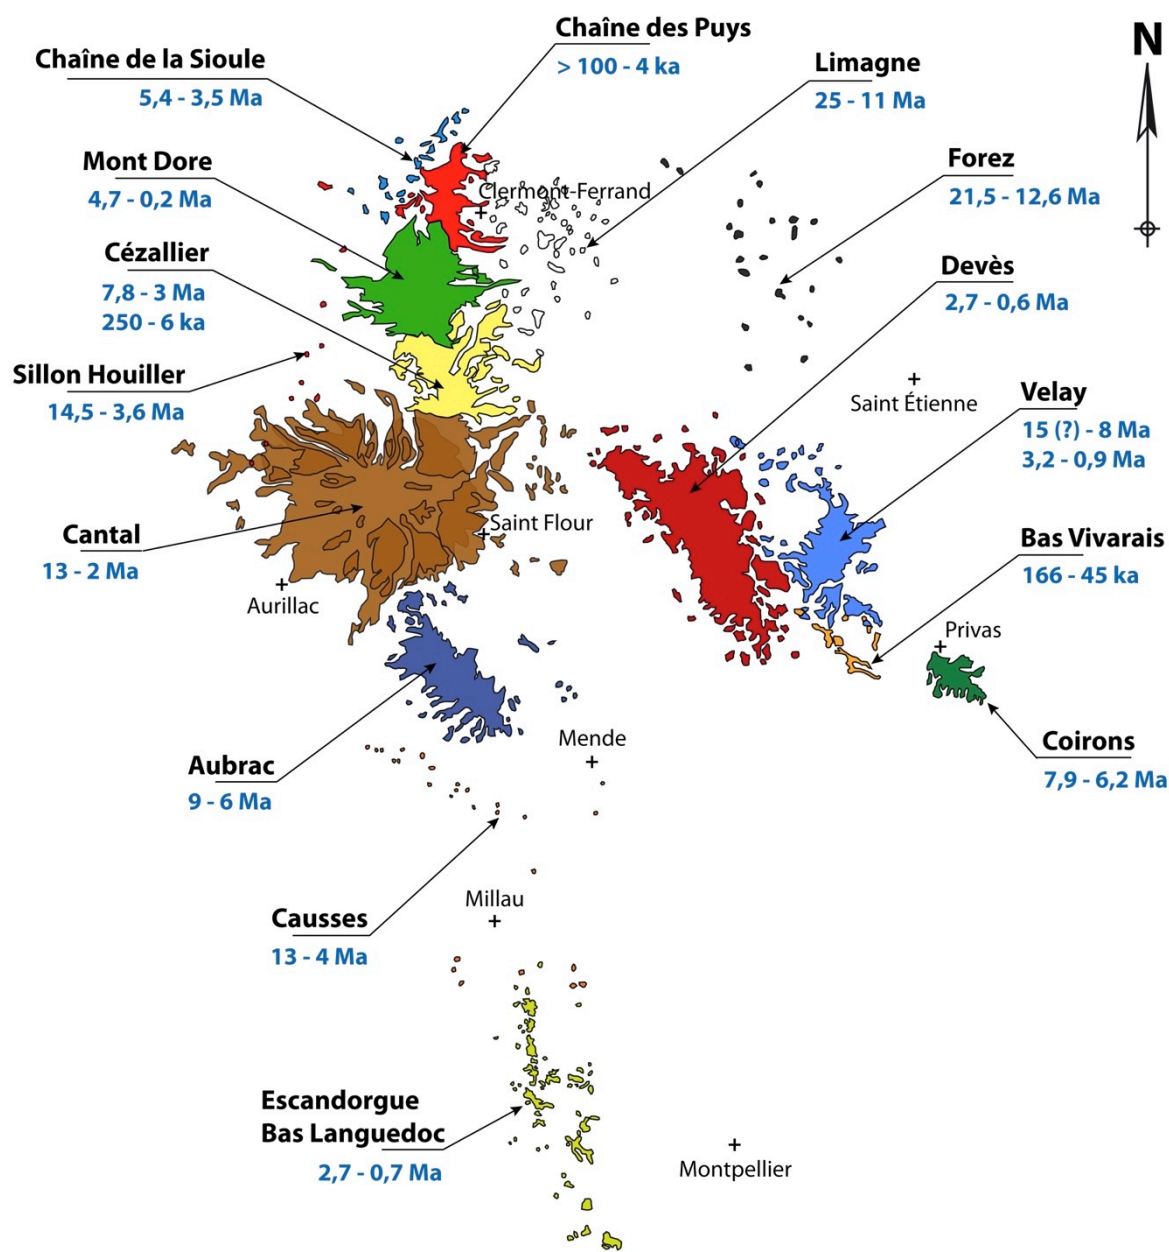 Chaîne des Puys
> 100 - 4 ka
N
Chaîne de la Sioule
5,4 - 3,5 Ma
Limagne
25 - 11 Ma
Mont Dore
4,7 - 0,2 Ma
Forez
21,5 - 12,6 Ma
Clermont-Ferrand
Cézallier
7,8 - 3 Ma
250 - 6 ka
Devès
2,7 - 0,6 Ma
Sillon Houiller
14,5 - 3,6 Ma
Saint Étienne
Velay
15 (?) - 8 Ma
3,2 - 0,9 Ma
Cantal
13 - 2 Ma
Saint Flour
Bas Vivarais
166 - 45 ka
Aurillac
Privas
Coirons
7,9 - 6,2 Ma
Mende
Aubrac
9 - 6 Ma
Millau
Causses
13 - 4 Ma
Escandorgue
Bas Languedoc
2,7 - 0,7 Ma
Montpellier